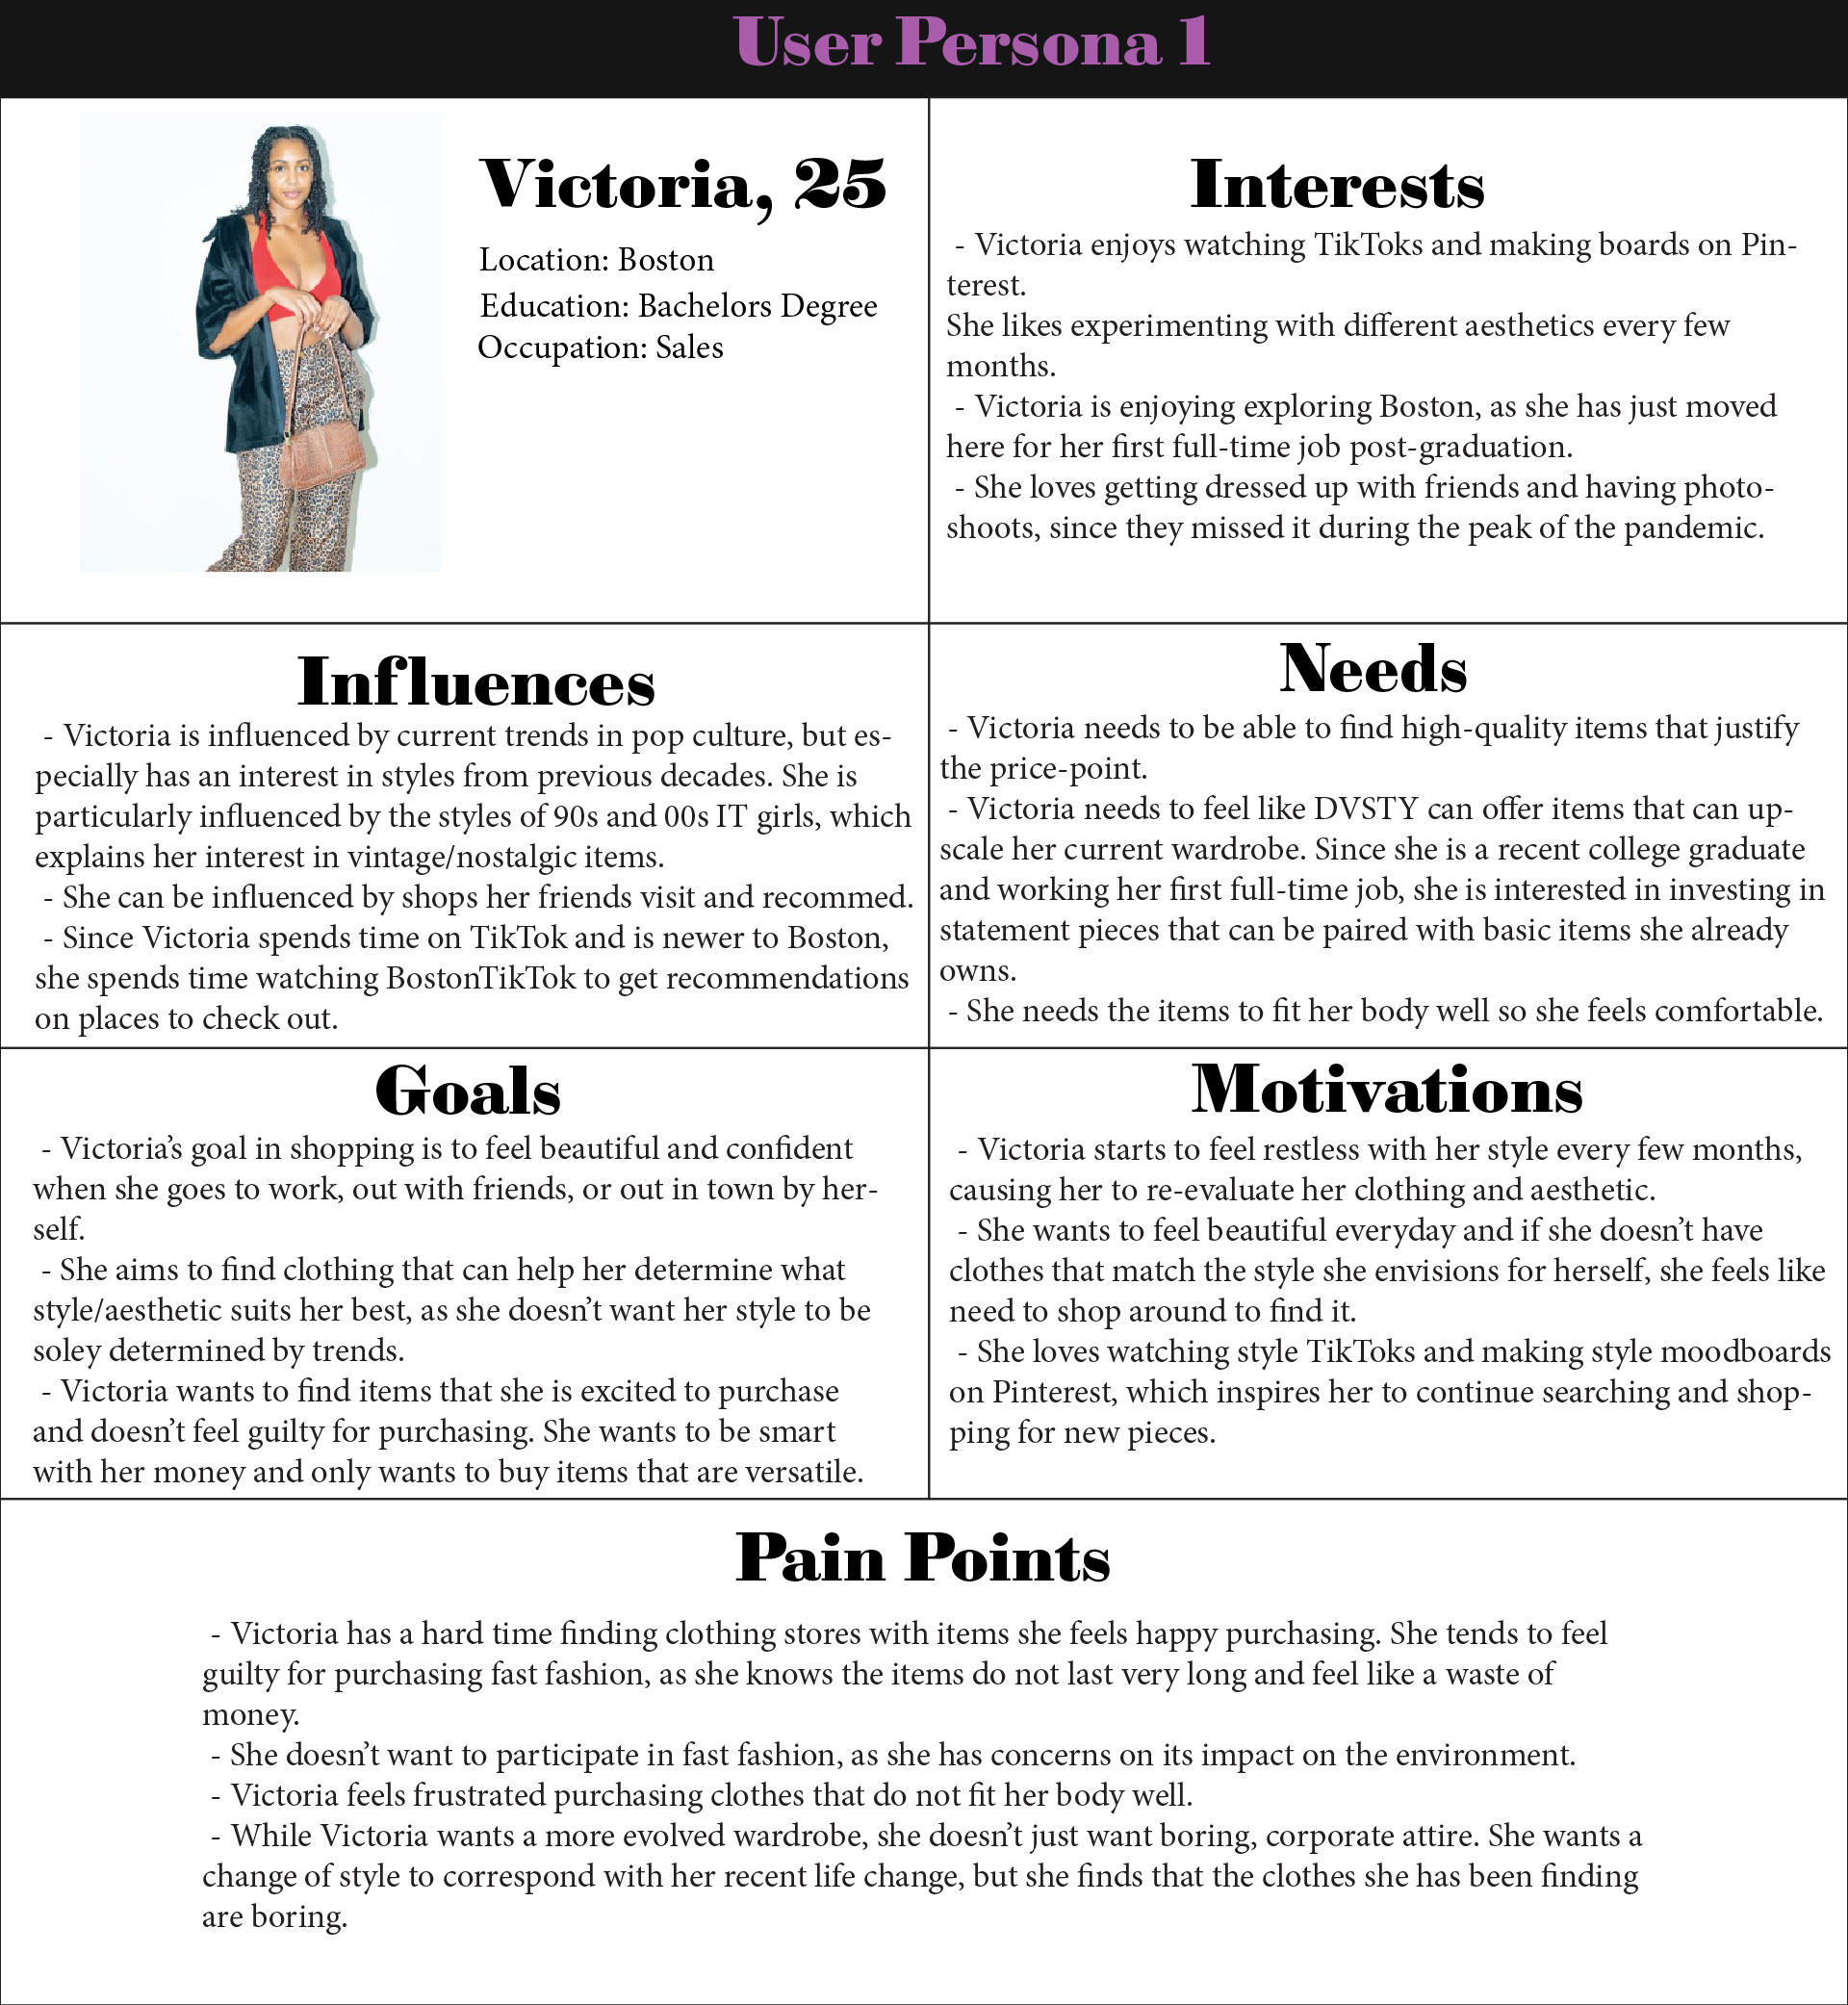 User Persona 1
Victoria, 25
Location: Boston
Education: Bachelors Degree
Occupation: Sales
Interests
- Victoria enjoys watching TikToks and making boards on Pin-
terest.
She likes experimenting with different aesthetics every few
months.
- Victoria is enjoying exploring Boston, as she has just moved
here for her first full-time job post-graduation.
- She loves getting dressed up with friends and having photo-
shoots, since they missed it during the peak of the pandemic.
Influences
- Victoria is influenced by current trends in pop culture, but es-
pecially has an interest in styles from previous decades. She is
particularly influenced by the styles of 90s and 00s IT girls, which
explains her interest in vintage/nostalgic items.
- She can be influenced by shops her friends visit and recommed.
- Since Victoria spends time on TikTok and is newer to Boston,
she spends time watching BostonTikTok to get recommendations
on places to check out.
Needs
- Victoria needs to be able to find high-quality items that justify
the price-point.
- Victoria needs to feel like DVSTY can offer items that can up-
scale her current wardrobe. Since she is a recent college graduate
and working her first full-time job, she is interested in investing in
statement pieces that can be paired with basic items she already
owns.
- She needs the items to fit her body well so she feels comfortable.
Goals
- Victoria's goal in shopping is to feel beautiful and confident
when she goes to work, out with friends, or out in town by her-
self.
- She aims to find clothing that can help her determine what
style/aesthetic suits her best, as she doesn't want her style to be
soley determined by trends.
- Victoria wants to find items that she is excited to purchase
and doesn't feel guilty for purchasing. She wants to be smart
with her money and only wants to buy items that are versatile.
Motivations
- Victoria starts to feel restless with her style every few months,
causing her to re-evaluate her clothing and aesthetic.
- She wants to feel beautiful everyday and if she doesn't have
clothes that match the style she envisions for herself, she feels like
need to shop around to find it.
- She loves watching style TikToks and making style moodboards
on Pinterest, which inspires her to continue searching and shop-
ping for new pieces.
Pain Points
- Victoria has a hard time finding clothing stores with items she feels happy purchasing. She tends to feel
guilty for purchasing fast fashion, as she knows the items do not last very long and feel like a waste of
money.
- She doesn't want to participate in fast fashion, as she has concerns on its impact on the environment.
- Victoria feels frustrated purchasing clothes that do not fit her body well.
- While Victoria wants a more evolved wardrobe, she doesn't just want boring, corporate attire. She wants a
change of style to correspond with her recent life change, but she finds that the clothes she has been finding
are boring.